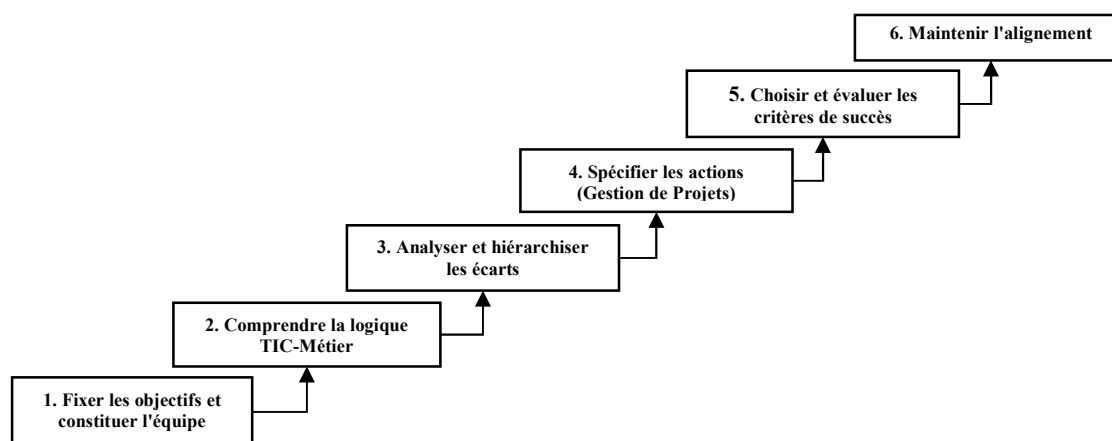 6. Maintenir l'alignement
5. Choisir et évaluer les
critères de succès
4. Spécifier les actions
(Gestion de Projets)
3. Analyser et hiérarchiser
les écarts
2. Comprendre la logique
TIC-Métier
1. Fixer les objectifs et
constituer l'équipe